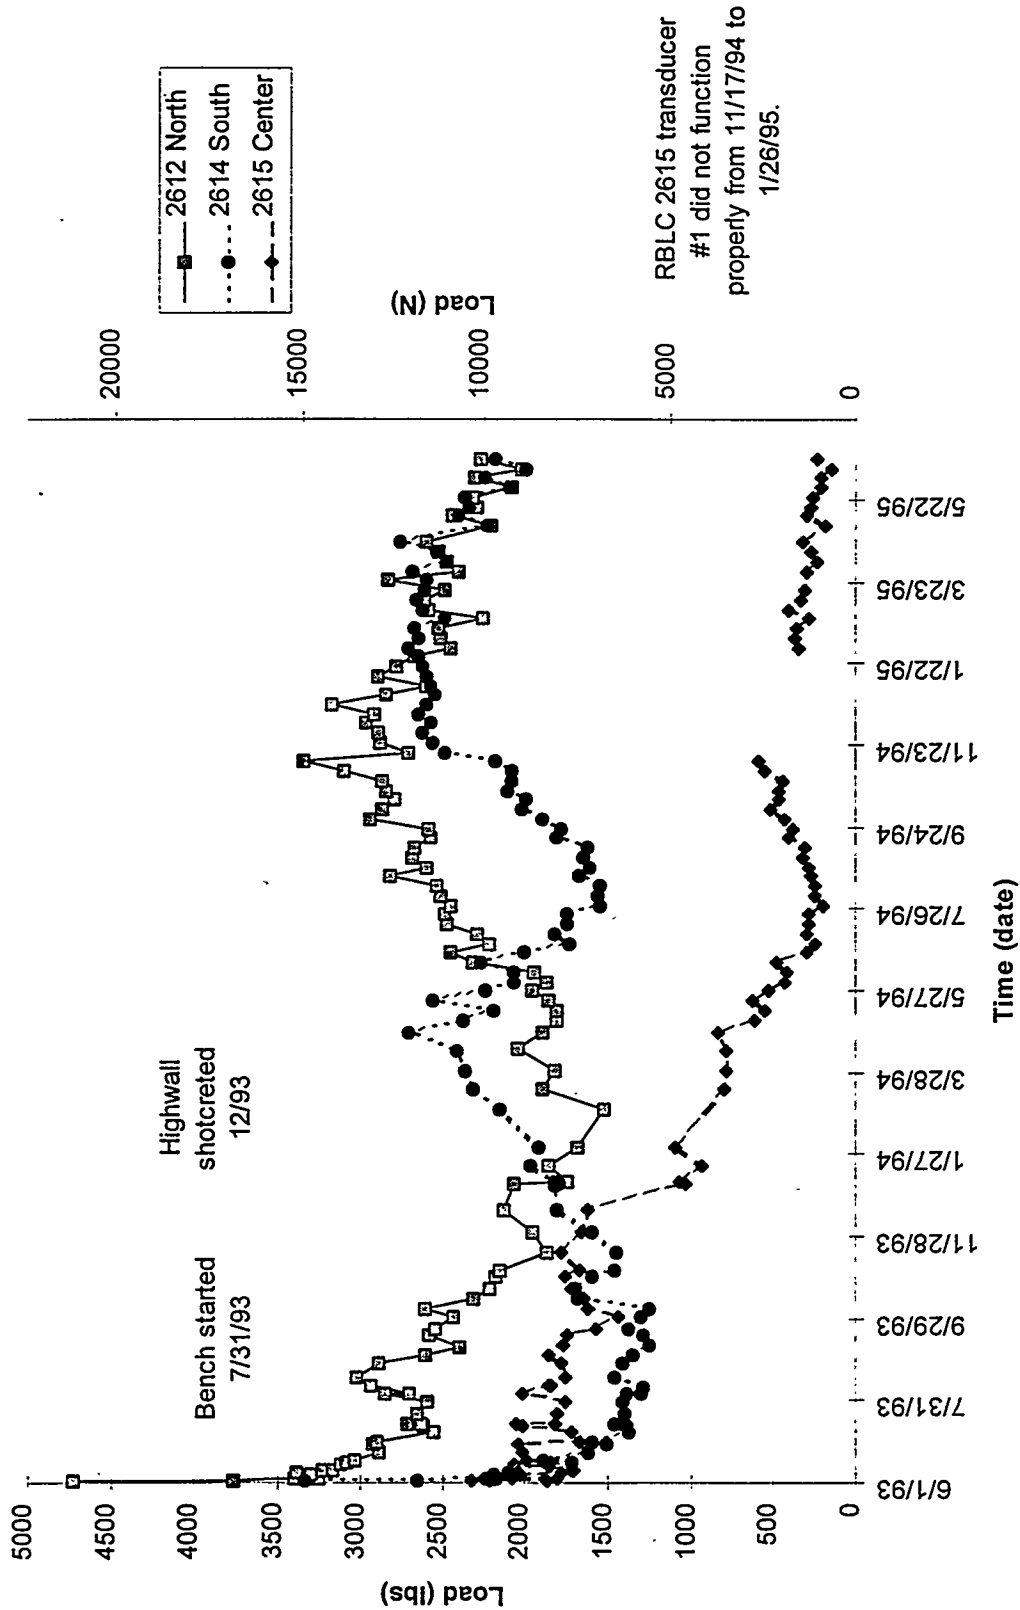 Load (lbs)
5000
4500
4000
3500
3000
2500
2000
1500
1000
500
0
Bench started
7/31/93
Highwall
shotcreted
12/93
6/1/93
7/31/93
9/29/93
11/28/93
1/27/94
3/28/94
5/27/94
7/26/94
9/24/94
11/23/94
1/22/95
3/23/95
5/22/95
Time (date)
20000
15000
10000
5000
0
Load (N)
2612 North
2614 South
2615 Center
RBLC 2615 transducer
#1 did not function
properly from 11/17/94 to
1/26/95.